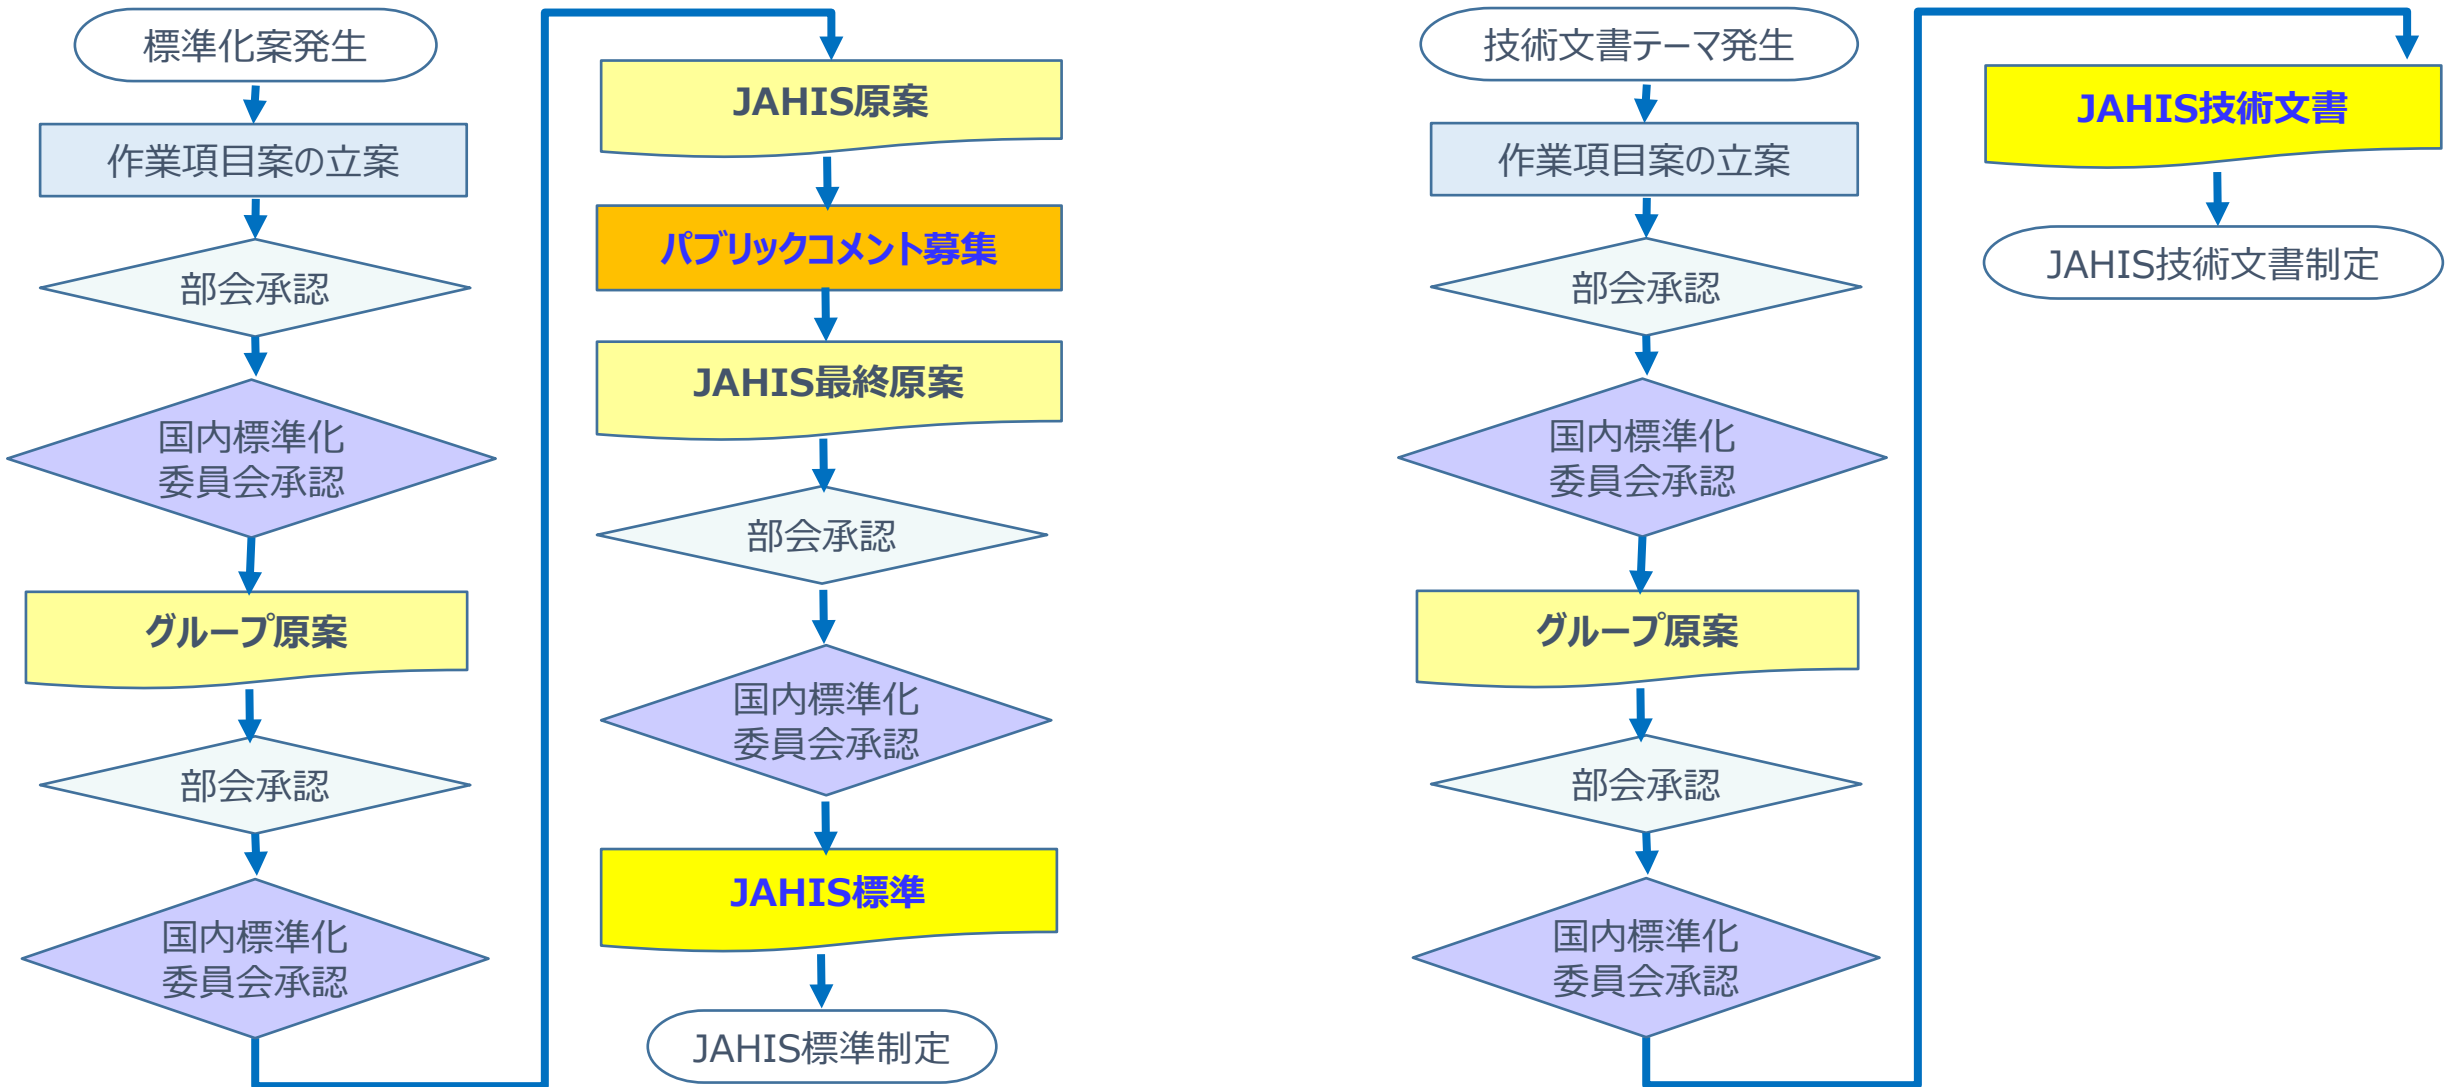 標準化案発生
作業項目案の立案
部会承認
国内標準化
委員会承認
グループ原案
部会承認
国内標準化
委員会承認
JAHIS原案
パブリックコメント募集
JAHIS最終原案
部会承認
国内標準化
委員会承認
JAHIS標準
JAHIS標準制定
技術文書テーマ発生
作業項目案の立案
部会承認
国内標準化
委員会承認
グループ原案
部会承認
国内標準化
委員会承認
JAHIS技術文書
JAHIS技術文書制定